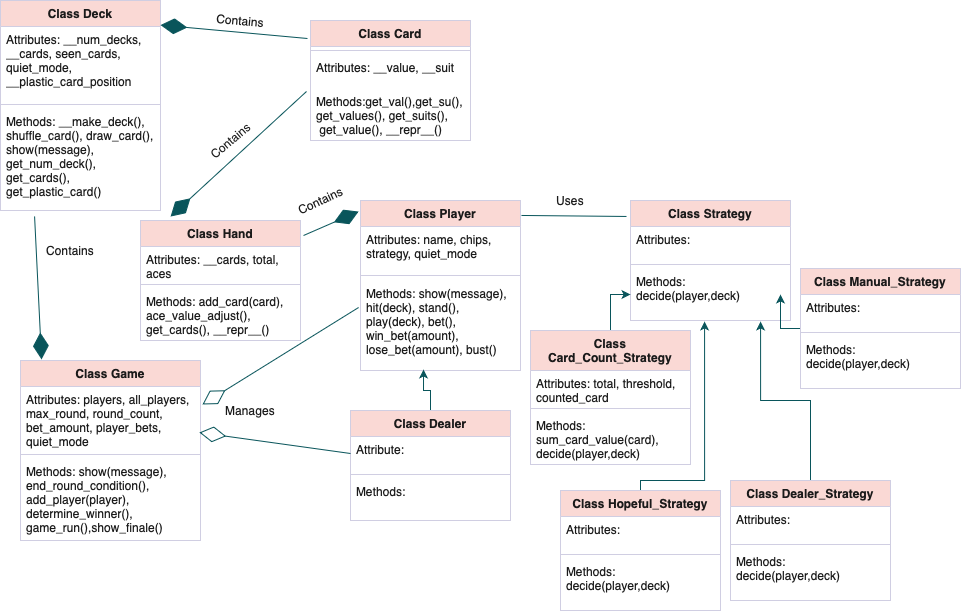 Class Deck
Attributes: __num_decks,
__cards, seen_cards,
quiet_mode,
__plastic_card_position
Methods: __make_deck(),
shuffle_card(), draw_card(),
show(message),
get_num_deck(),
get_cards(),
get_plastic_card()
Contains
Class Card
Attributes: __value, __suit
Methods:get_val(),get_su(),
get_values(), get_suits(),
get_value(), __repr__()
Contains
Contains
Class Hand
Attributes: __cards, total,
aces
Methods: add_card(card),
ace_value_adjust(),
get_cards(), __repr__()
Contains
Class Player
Attributes: name, chips,
strategy, quiet_mode
Methods: show(message),
hit(deck), stand(),
play(deck), bet(),
win_bet(amount),
lose_bet(amount), bust()
Uses
Class Strategy
Attributes:
Methods:
decide(player,deck)
Class Manual_Strategy
Attributes:
Methods:
decide(player,deck)
Class
Card_Count_Strategy
Attributes: total, threshold,
counted_card
Methods:
sum_card_value(card),
decide(player,deck)
Class Game
Attributes: players, all_players,
max_round, round_count,
bet_amount, player_bets,
quiet_mode
Methods: show(message),
end_round_condition(),
add_player(player),
determine_winner(),
game_run(),show_finale()
Manages
Class Dealer
Attribute:
Methods:
Class Hopeful_Strategy
Attributes:
Methods:
decide(player,deck)
Class Dealer_Strategy
Attributes:
Methods:
decide(player,deck)